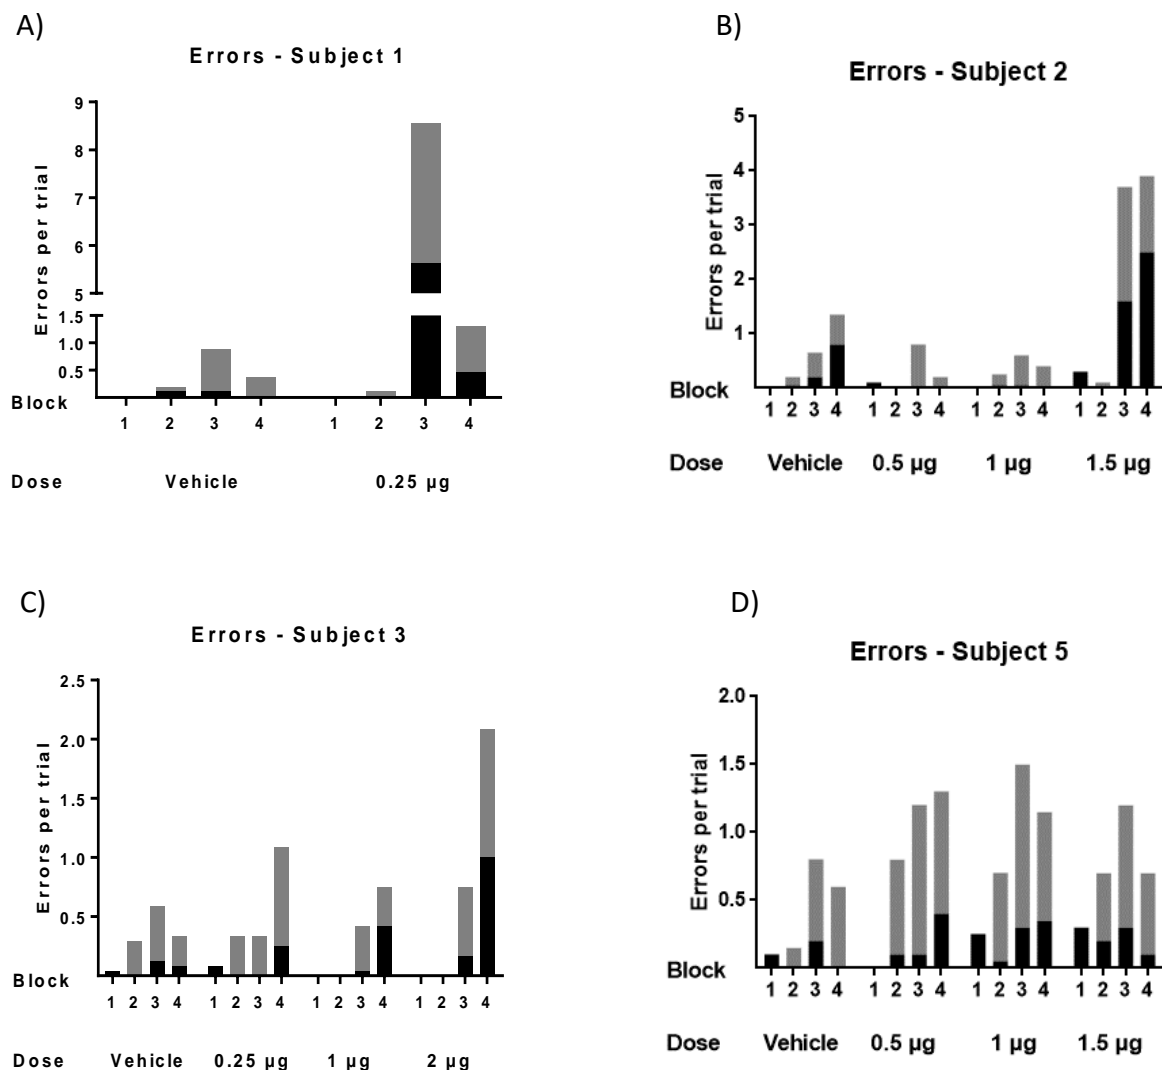 A)
Errors - Subject 1
9
8
7
6
5
1.5
1.0
0.5
Errors per trial
Block
1 2 3 4 1 2 3 4
Dose Vehicle 0.25 µg
B)
Errors - Subject 2
5
4
3
2
1
Errors per trial
Block
1 2 3 4 1 2 3 4 1 2 3 4 1 2 3 4
Dose Vehicle 0.5 µg 1 µg 1.5 µg
C)
Errors - Subject 3
2.5
2.0
1.5
1.0
0.5
Errors per trial
Block
1 2 3 4 1 2 3 4 1 2 3 4 1 2 3 4
Dose Vehicle 0.25 µg 1 µg 2 µg
D)
Errors - Subject 5
2.0
1.5
1.0
0.5
Errors per trial
Block
1 2 3 4 1 2 3 4 1 2 3 4 1 2 3 4
Dose Vehicle 0.5 µg 1 µg 1.5 µg